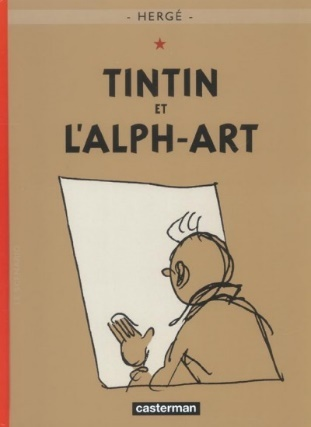 - HERGÉ -
TINTIN
ET
L'ALPH-ART
casterman